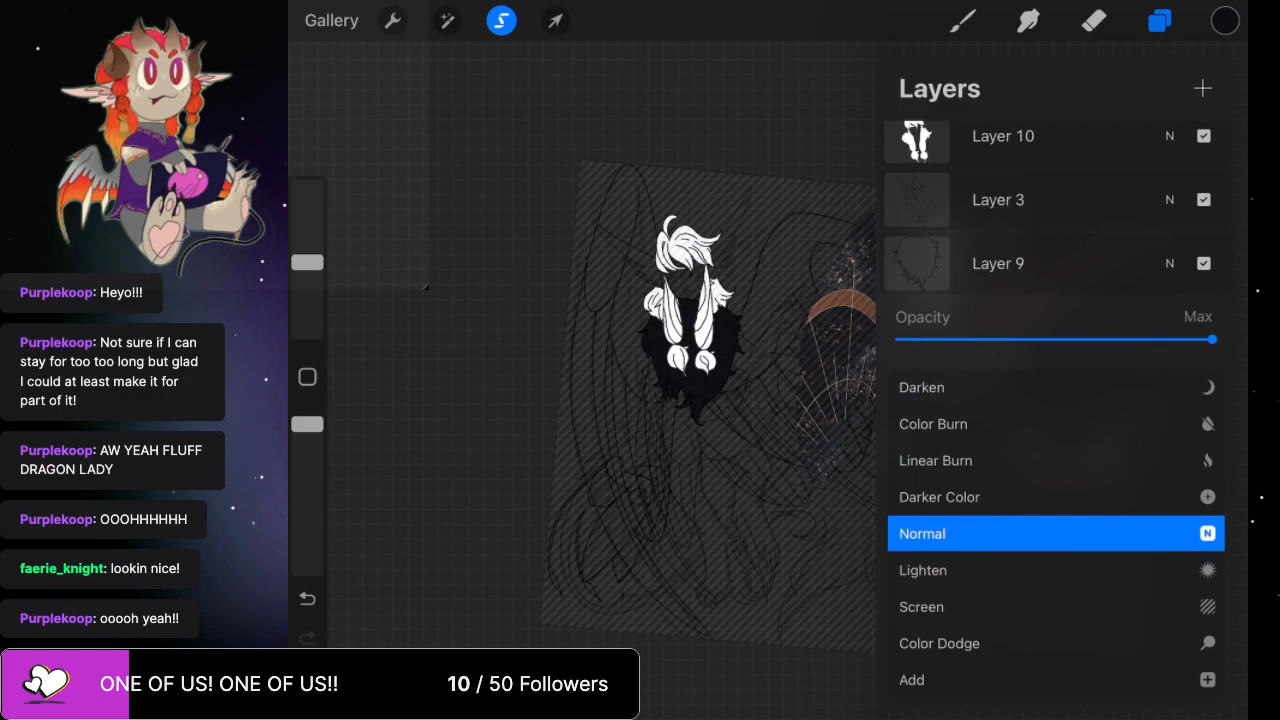 Gallery
Layers
Layer 10 N
Layer 3 N
Layer 9 N
Opacity Max
Darken
Color Burn
Linear Burn
Darker Color
Normal N
Lighten
Screen
Color Dodge
Add
Purplekoop: Heyo!!!
Purplekoop: Not sure if I can
stay for too too long but glad
I could at least make it for
part of it!
Purplekoop: AW YEAH FLUFF
DRAGON LADY
Purplekoop: OOOHHHHHH
faerie_knight: lookin nice!
Purplekoop: ooooh yeah!!
ONE OF US! ONE OF US!! 10 / 50 Followers